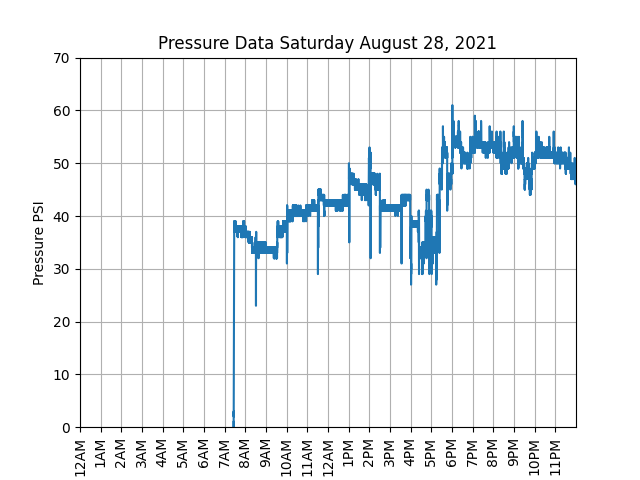 Pressure Data Saturday August 28, 2021
Pressure PSI
70
60
50
40
30
20
10
0
12AM
1AM
2AM
3AM
4AM
5AM
6AM
7AM
8AM
9AM
10AM
11AM
12AM
1PM
2PM
3PM
4PM
5PM
6PM
7PM
8PM
9PM
10PM
11PM